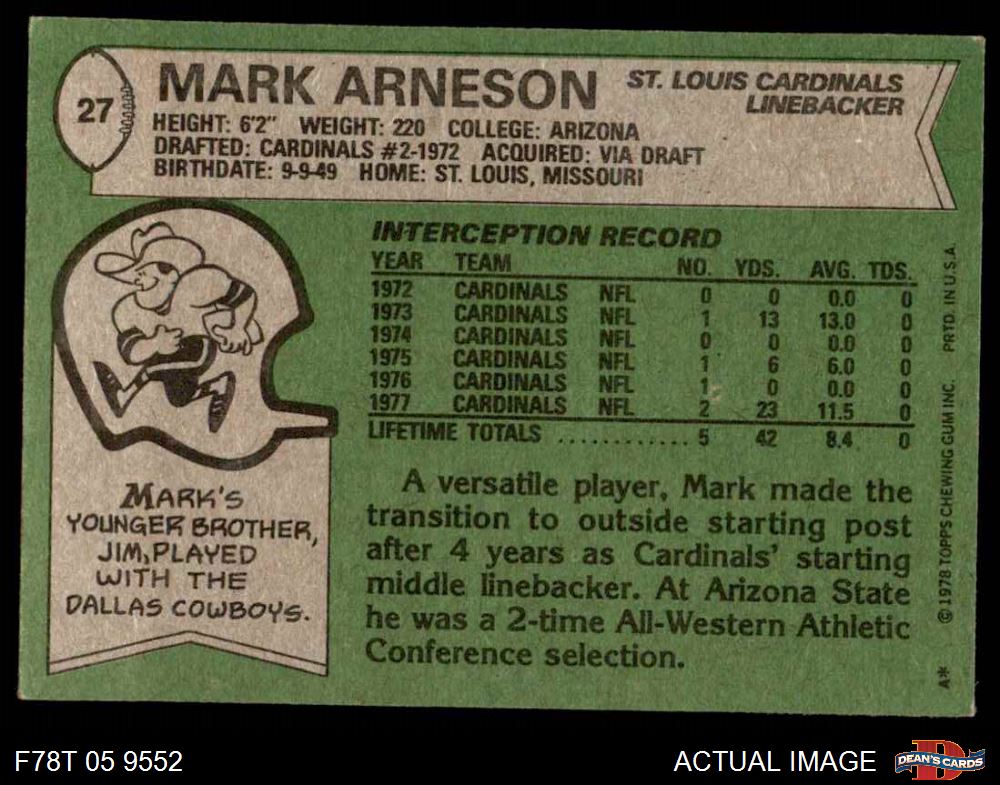 27
MARK ARNESON
ST. LOUIS CARDINALS
LINEBACKER
HEIGHT: 6'2" WEIGHT: 220 COLLEGE: ARIZONA
DRAFTED: CARDINALS #2-1972 ACQUIRED: VIA DRAFT
BIRTHDATE: 9-9-49 HOME: ST. LOUIS, MISSOURI
INTERCEPTION RECORD
YEAR TEAM NO. YDS. AVG. TDS.
1972 CARDINALS NFL 0 0 0.0 0
1973 CARDINALS NFL 1 13 13.0 0
1974 CARDINALS NFL 0 0 0.0 0
1975 CARDINALS NFL 1 6 6.0 0
1976 CARDINALS NFL 1 0 0.0 0
1977 CARDINALS NFL 2 23 11.5 0
LIFETIME TOTALS ............ 5 42 8.4 0
MARK'S
YOUNGER BROTHER,
JIM, PLAYED
WITH THE
DALLAS COWBOYS.
A versatile player, Mark made the
transition to outside starting post
after 4 years as Cardinals' starting
middle linebacker. At Arizona State
he was a 2-time All-Western Athletic
Conference selection.
A* © 1978 TOPPS CHEWING GUM INC. PRTD. IN U.S.A.
F78T 05 9552
ACTUAL IMAGE
DEAN'S CARDS